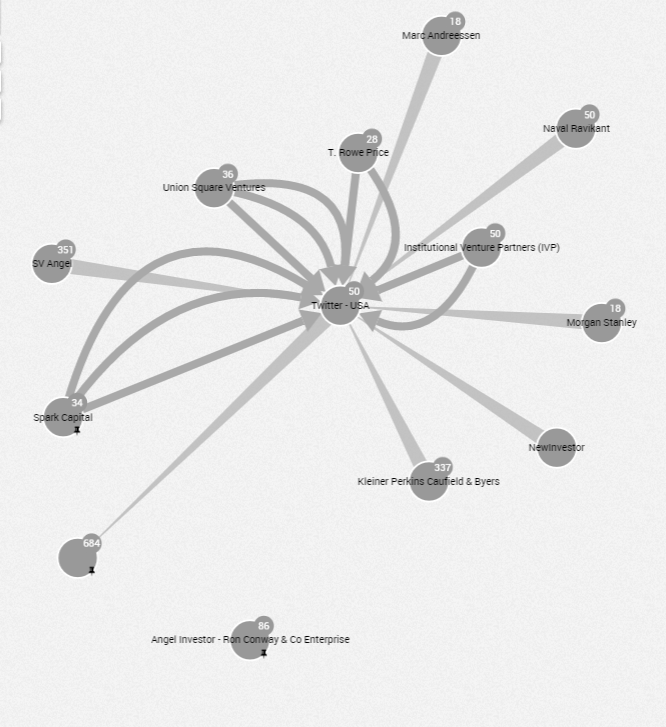 18
Marc Andreessen
50
Naval Ravikant
28
T. Rowe Price
36
Union Square Ventures
50
Institutional Venture Partners (IVP)
351
SV Angel
50
Twitter - USA
18
Morgan Stanley
34
Spark Capital
NewInvestor
337
Kleiner Perkins Caufield & Byers
684
86
Angel Investor - Ron Conway & Co Enterprise